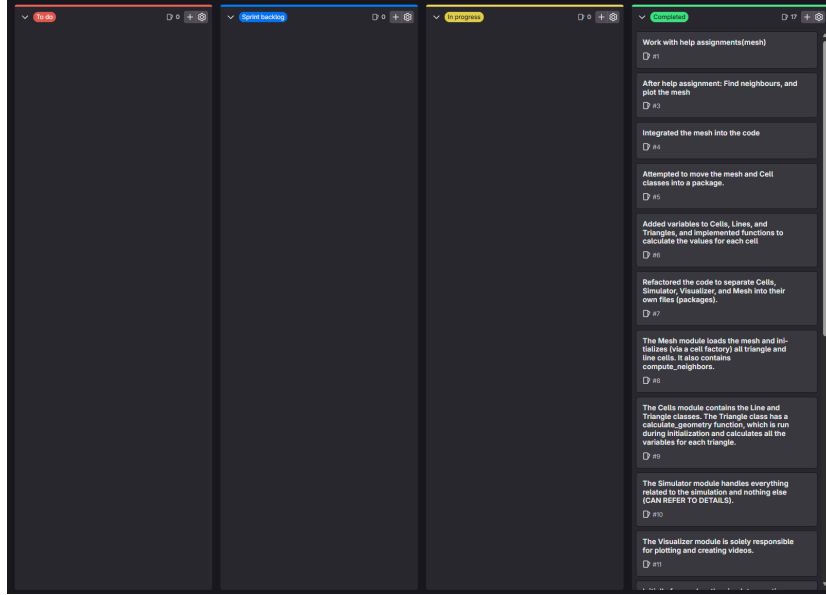 To do
0
Sprint backlog
0
In progress
0
Completed
17
Work with help assignments(mesh)
#1
After help assignment: Find neighbours, and
plot the mesh
#3
Integrated the mesh into the code
#4
Attempted to move the mesh and Cell
classes into a package.
#5
Added variables to Cells, Lines, and
Triangles, and implemented functions to
calculate the values for each cell
#6
Refactored the code to separate Cells,
Simulator, Visualizer, and Mesh into their
own files (packages).
#7
The Mesh module loads the mesh and ini-
tializes (via a cell factory) all triangle and
line cells. It also contains
compute_neighbors.
#8
The Cells module contains the Line and
Triangle classes. The Triangle class has a
calculate_geometry function, which is run
during initialization and calculates all the
variables for each triangle.
#9
The Simulator module handles everything
related to the simulation and nothing else
(CAN REFER TO DETAILS).
#10
The Visualizer module is solely responsible
for plotting and creating videos.
#11